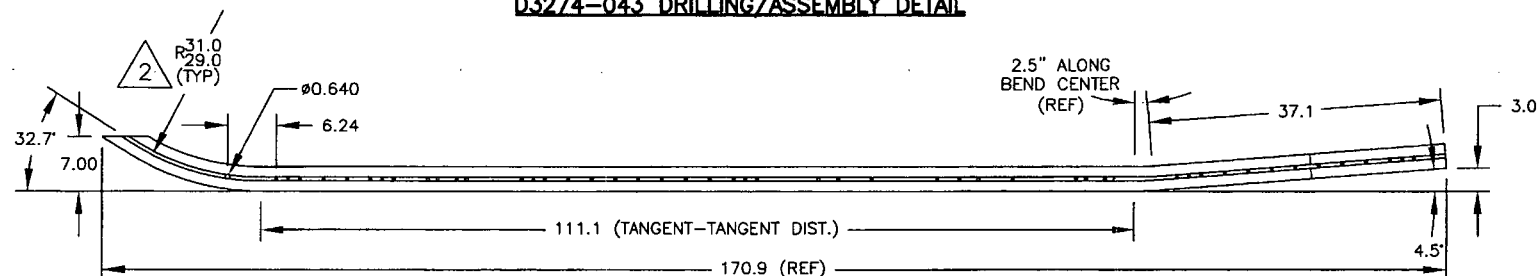 D3274-043 DRILLING/ASSEMBLY DETAIL
2
R31.0
29.0
(TYP)
ø0.640
6.24
32.7°
7.00
2.5" ALONG
BEND CENTER
(REF)
37.1
3.0
111.1 (TANGENT-TANGENT DIST.)
4.5°
170.9 (REF)